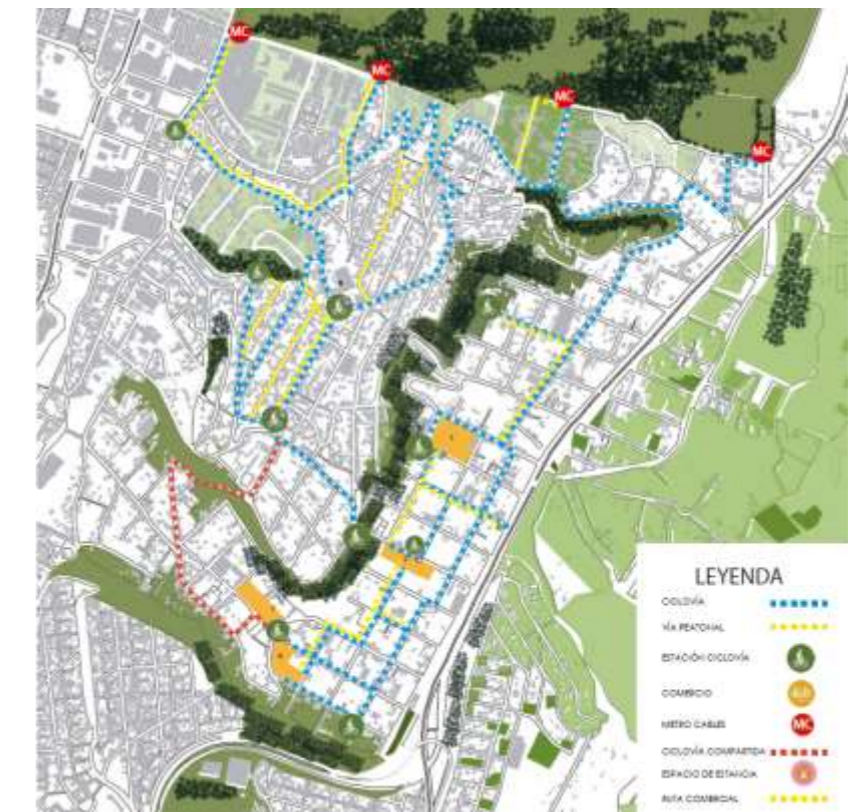 MC
MC
MC
MC
LEYENDA
CICLOVÍA
VÍA PEATONAL
ESTACIÓN CICLOVÍA
COMERCIO
METRO CABLES
MC
CICLOVÍA COMPARTIDA
ESPACIO DE ESTANCIA
RUTA COMERCIAL